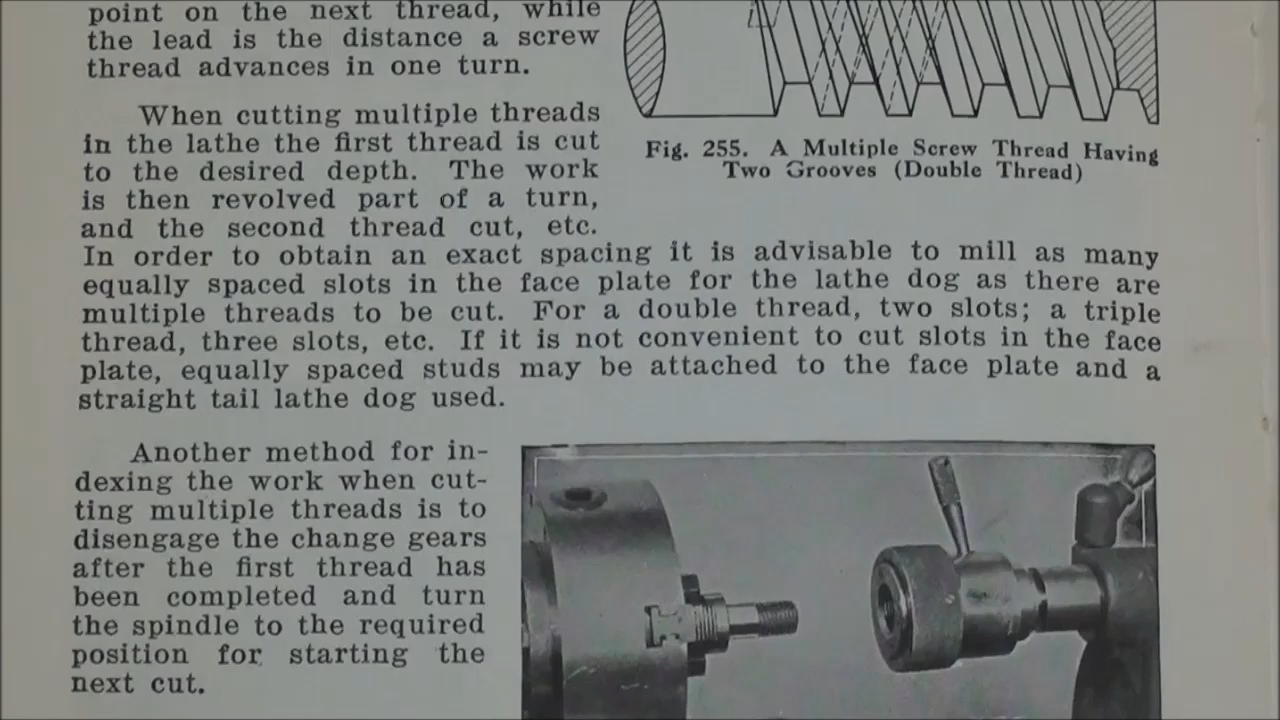 point on the next thread, while
the lead is the distance a screw
thread advances in one turn.
When cutting multiple threads
in the lathe the first thread is cut
to the desired depth. The work
is then revolved part of a turn,
and the second thread cut, etc.
In order to obtain an exact spacing it is advisable to mill as many
equally spaced slots in the face plate for the lathe dog as there are
multiple threads to be cut. For a double thread, two slots; a triple
thread, three slots, etc. If it is not convenient to cut slots in the face
plate, equally spaced studs may be attached to the face plate and a
straight tail lathe dog used.
Fig. 255. A Multiple Screw Thread Having
Two Grooves (Double Thread)
Another method for in-
dexing the work when cut-
ting multiple threads is to
disengage the change gears
after the first thread has
been completed and turn
the spindle to the required
position for starting the
next cut.